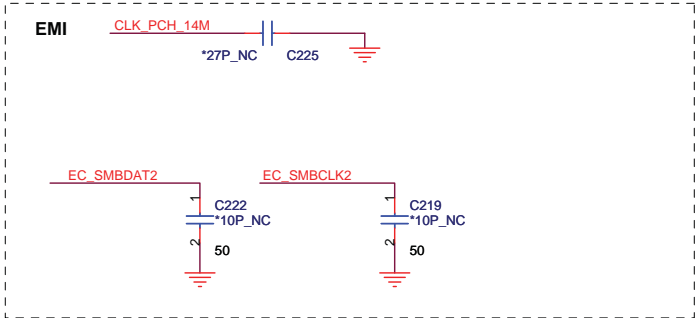 EMI
CLK_PCH_14M
*27P_NC C225
EC_SMBDAT2
EC_SMBCLK2
1
C222
*10P_NC
2
50
1
C219
*10P_NC
2
50